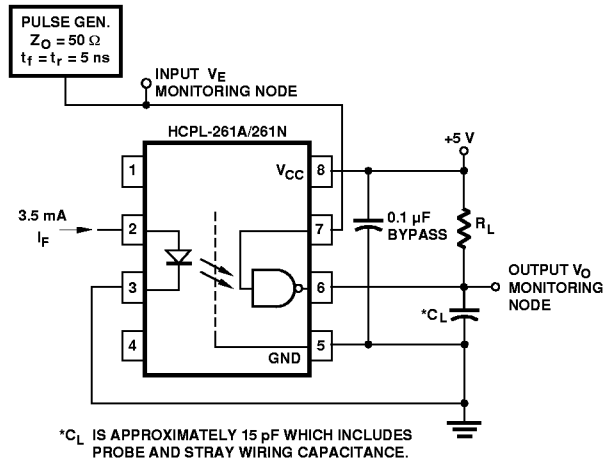 PULSE GEN.
Z_O = 50 Ω
t_f = t_r = 5 ns
INPUT V_E
MONITORING NODE
HCPL-261A/261N
+5 V
1
V_CC
8
3.5 mA
I_F
2
7
0.1 µF
BYPASS
R_L
3
6
OUTPUT V_O
MONITORING
NODE
*C_L
4
GND
5
*C_L IS APPROXIMATELY 15 pF WHICH INCLUDES
PROBE AND STRAY WIRING CAPACITANCE.